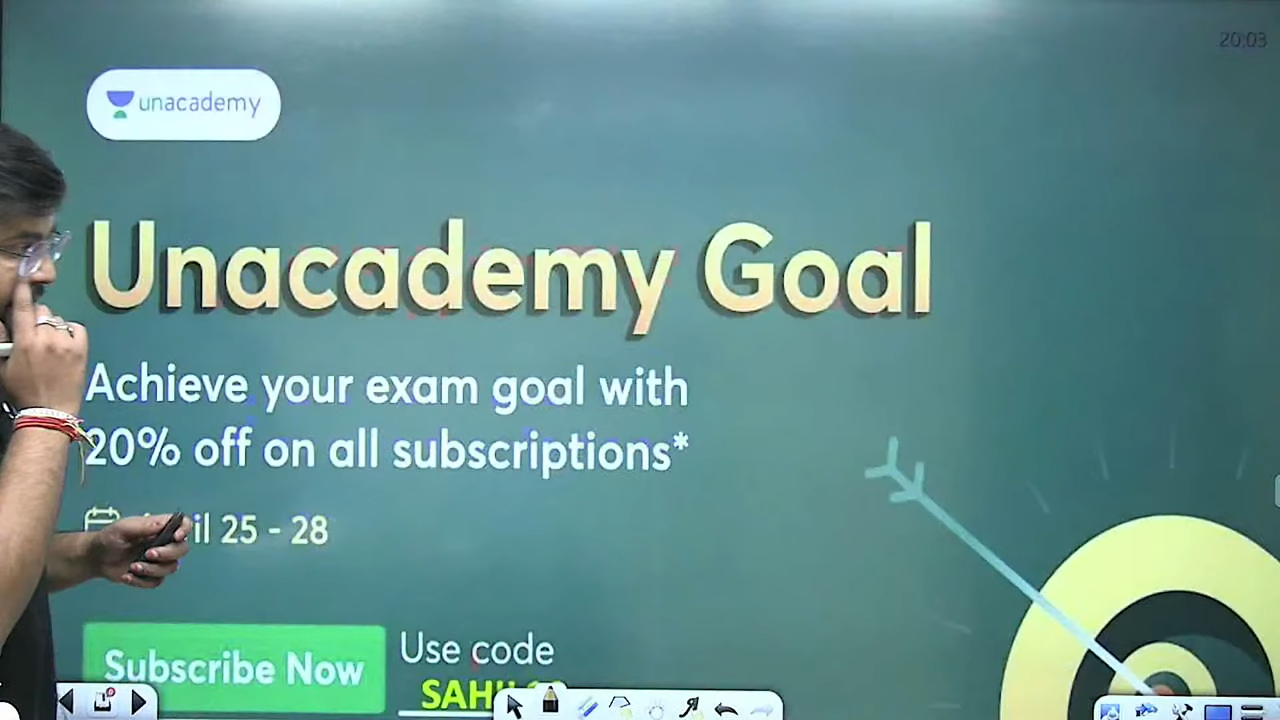 20:03
unacademy
Unacademy Goal
Achieve your exam goal with
20% off on all subscriptions*
25 - 28
Subscribe Now
Use code